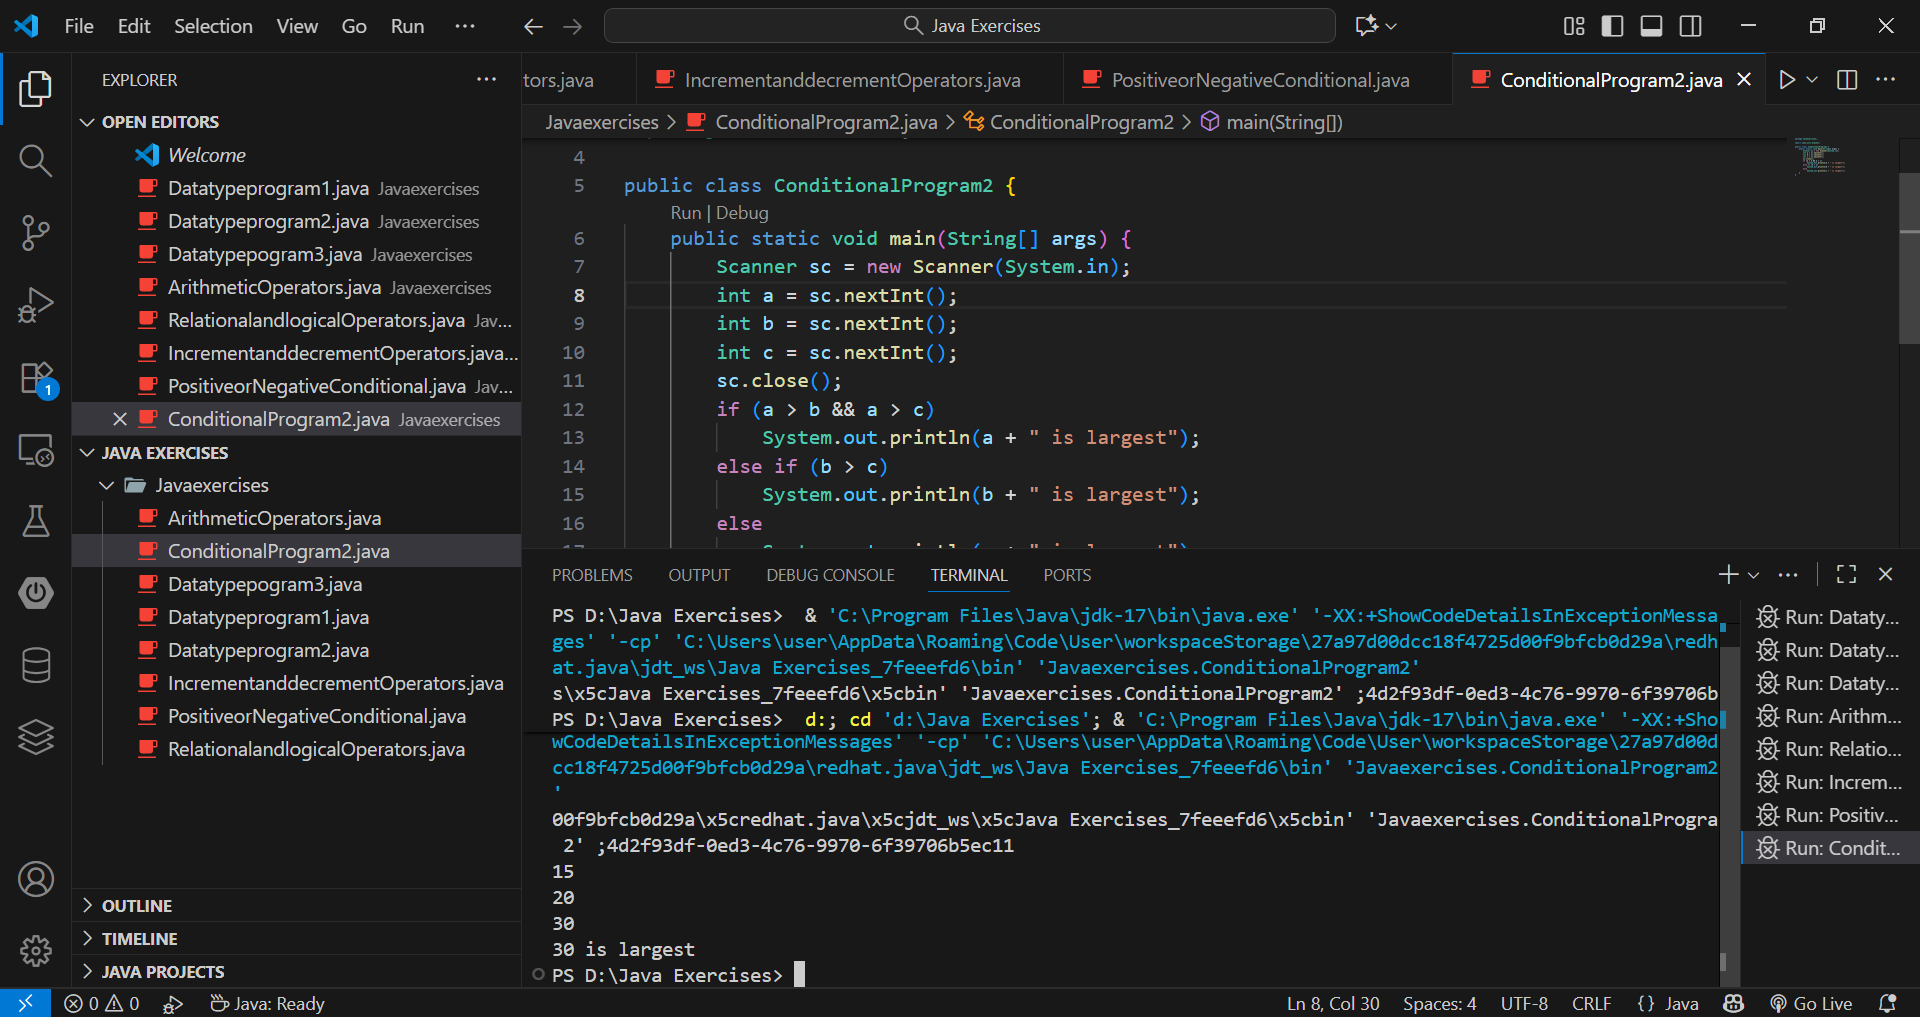 File Edit Selection View Go Run ···
Java Exercises
EXPLORER
OPEN EDITORS
Welcome
Datatypeprogram1.java Javaexercises
Datatypeprogram2.java Javaexercises
Datatypepogram3.java Javaexercises
ArithmeticOperators.java Javaexercises
RelationalandlogicalOperators.java Jav...
IncrementanddecrementOperators.java...
PositiveorNegativeConditional.java Jav...
ConditionalProgram2.java Javaexercises
JAVA EXERCISES
Javaexercises
ArithmeticOperators.java
ConditionalProgram2.java
Datatypepogram3.java
Datatypeprogram1.java
Datatypeprogram2.java
IncrementanddecrementOperators.java
PositiveorNegativeConditional.java
RelationalandlogicalOperators.java
OUTLINE
TIMELINE
JAVA PROJECTS
tors.java IncrementanddecrementOperators.java PositiveorNegativeConditional.java ConditionalProgram2.java
Javaexercises > ConditionalProgram2.java > ConditionalProgram2 > main(String[])
4
5 public class ConditionalProgram2 {
Run | Debug
6 public static void main(String[] args) {
7 Scanner sc = new Scanner(System.in);
8 int a = sc.nextInt();
9 int b = sc.nextInt();
10 int c = sc.nextInt();
11 sc.close();
12 if (a > b && a > c)
13 System.out.println(a + " is largest");
14 else if (b > c)
15 System.out.println(b + " is largest");
16 else
PROBLEMS OUTPUT DEBUG CONSOLE TERMINAL PORTS
PS D:\Java Exercises> & 'C:\Program Files\Java\jdk-17\bin\java.exe' '-XX:+ShowCodeDetailsInExceptionMessa
ges' '-cp' 'C:\Users\user\AppData\Roaming\Code\User\workspaceStorage\27a97d00dcc18f4725d00f9bfcb0d29a\redh
at.java\jdt_ws\Java Exercises_7feeefd6\bin' 'Javaexercises.ConditionalProgram2'
s\x5cJava Exercises_7feeefd6\x5cbin' 'Javaexercises.ConditionalProgram2' ;4d2f93df-0ed3-4c76-9970-6f39706b
PS D:\Java Exercises> d:; cd 'd:\Java Exercises'; & 'C:\Program Files\Java\jdk-17\bin\java.exe' '-XX:+Sho
wCodeDetailsInExceptionMessages' '-cp' 'C:\Users\user\AppData\Roaming\Code\User\workspaceStorage\27a97d00d
cc18f4725d00f9bfcb0d29a\redhat.java\jdt_ws\Java Exercises_7feeefd6\bin' 'Javaexercises.ConditionalProgram2
'
00f9bfcb0d29a\x5credhat.java\x5cjdt_ws\x5cJava Exercises_7feeefd6\x5cbin' 'Javaexercises.ConditionalProgra
2' ;4d2f93df-0ed3-4c76-9970-6f39706b5ec11
15
20
30
30 is largest
PS D:\Java Exercises>
Run: Dataty...
Run: Dataty...
Run: Dataty...
Run: Arithm...
Run: Relatio...
Run: Increm...
Run: Positiv...
Run: Condit...
1
0 0 Java: Ready
Ln 8, Col 30 Spaces: 4 UTF-8 CRLF {} Java Go Live